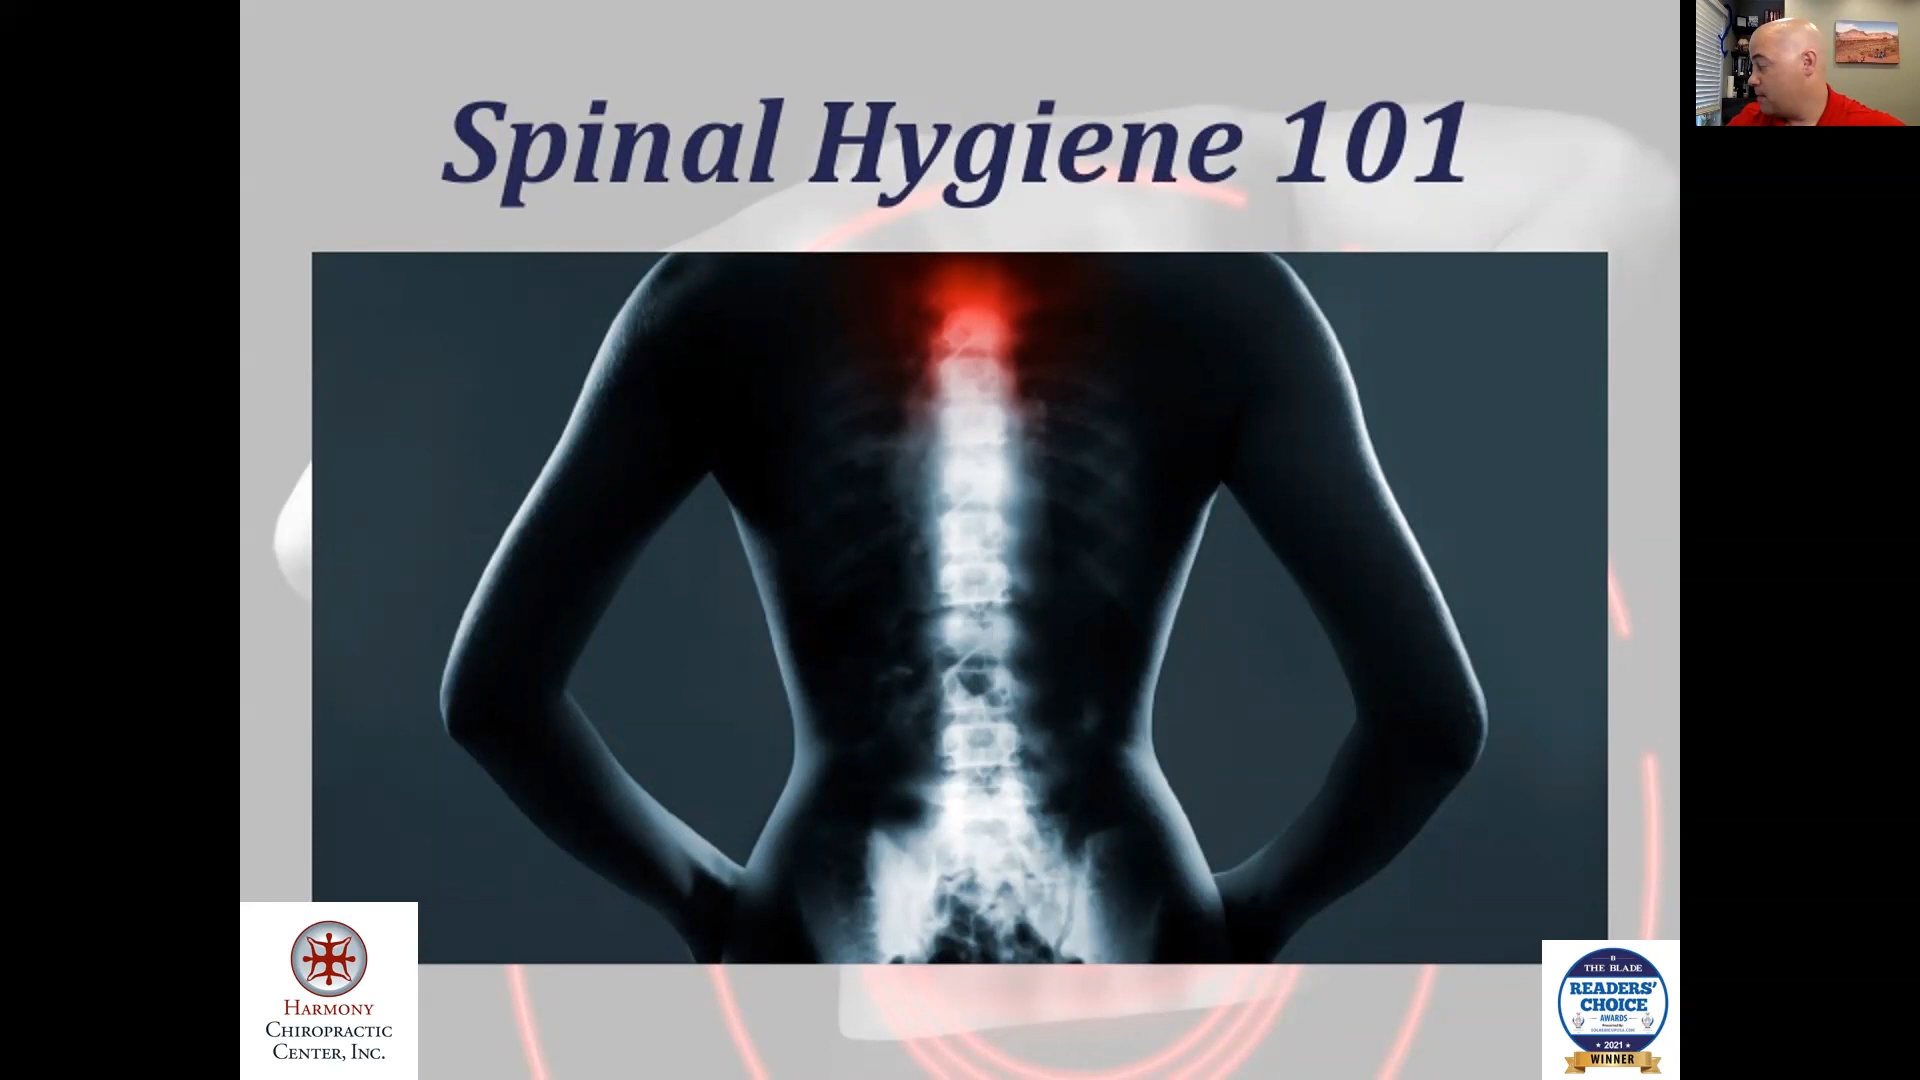 Spinal Hygiene 101
HARMONY
CHIROPRACTIC
CENTER, INC.
B
THE BLADE
READERS'
CHOICE
AWARDS
2021
WINNER